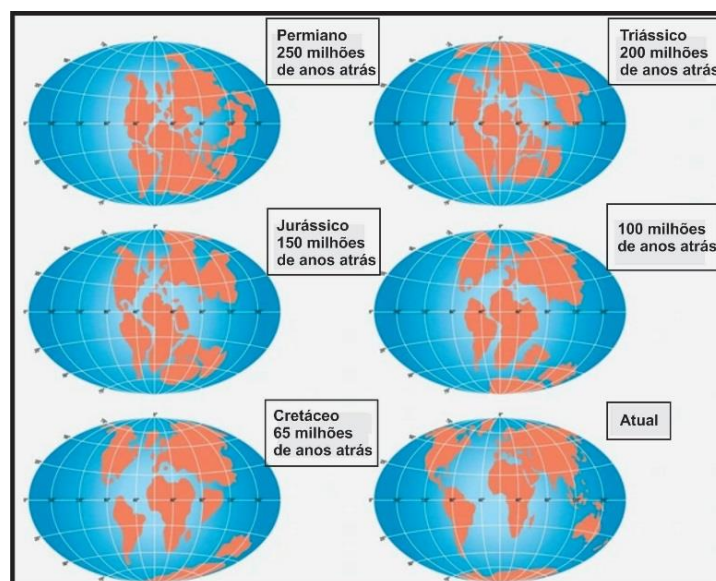 Permiano
250 milhões
de anos atrás
Triássico
200 milhões
de anos atrás
Jurássico
150 milhões
de anos atrás
100 milhões
de anos atrás
Cretáceo
65 milhões
de anos atrás
Atual